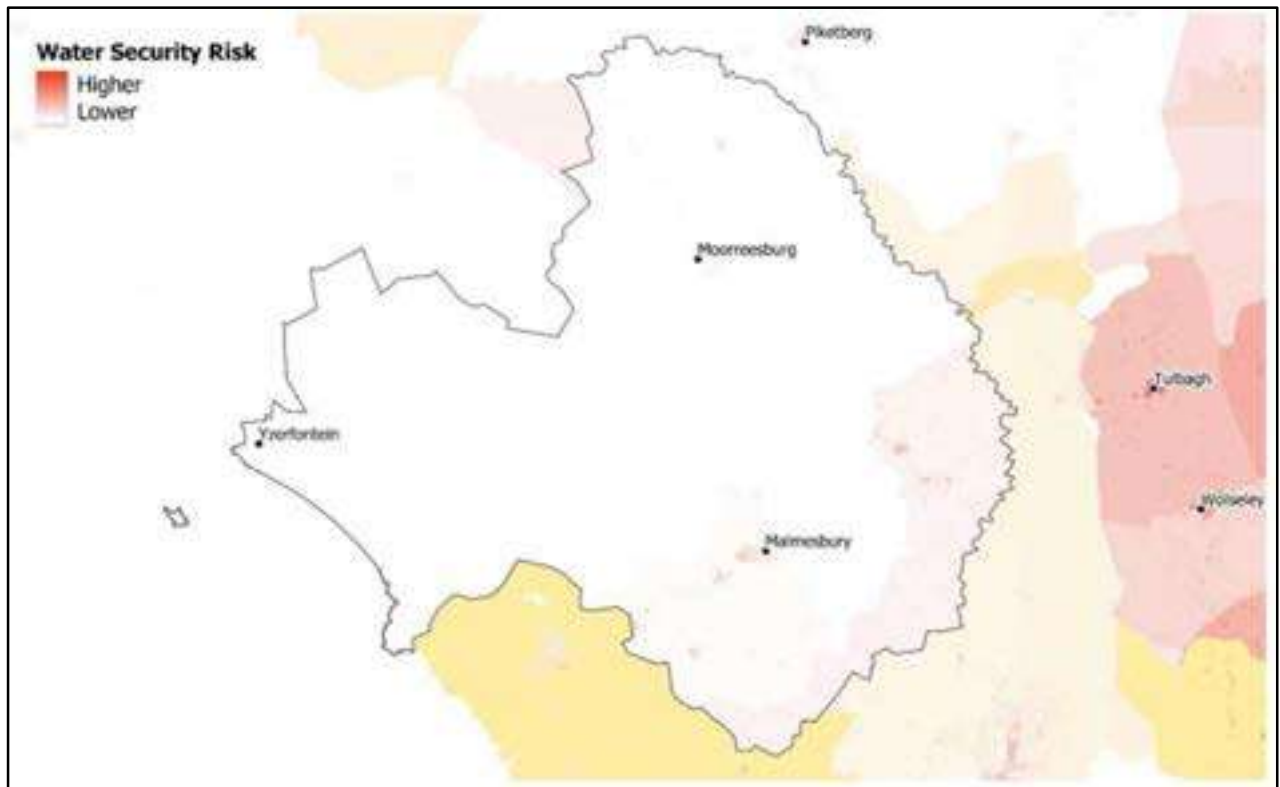 Water Security Risk
Higher
Lower
Piketberg
Moorreesburg
Tulbagh
Yzerfontein
Wolseley
Malmesbury